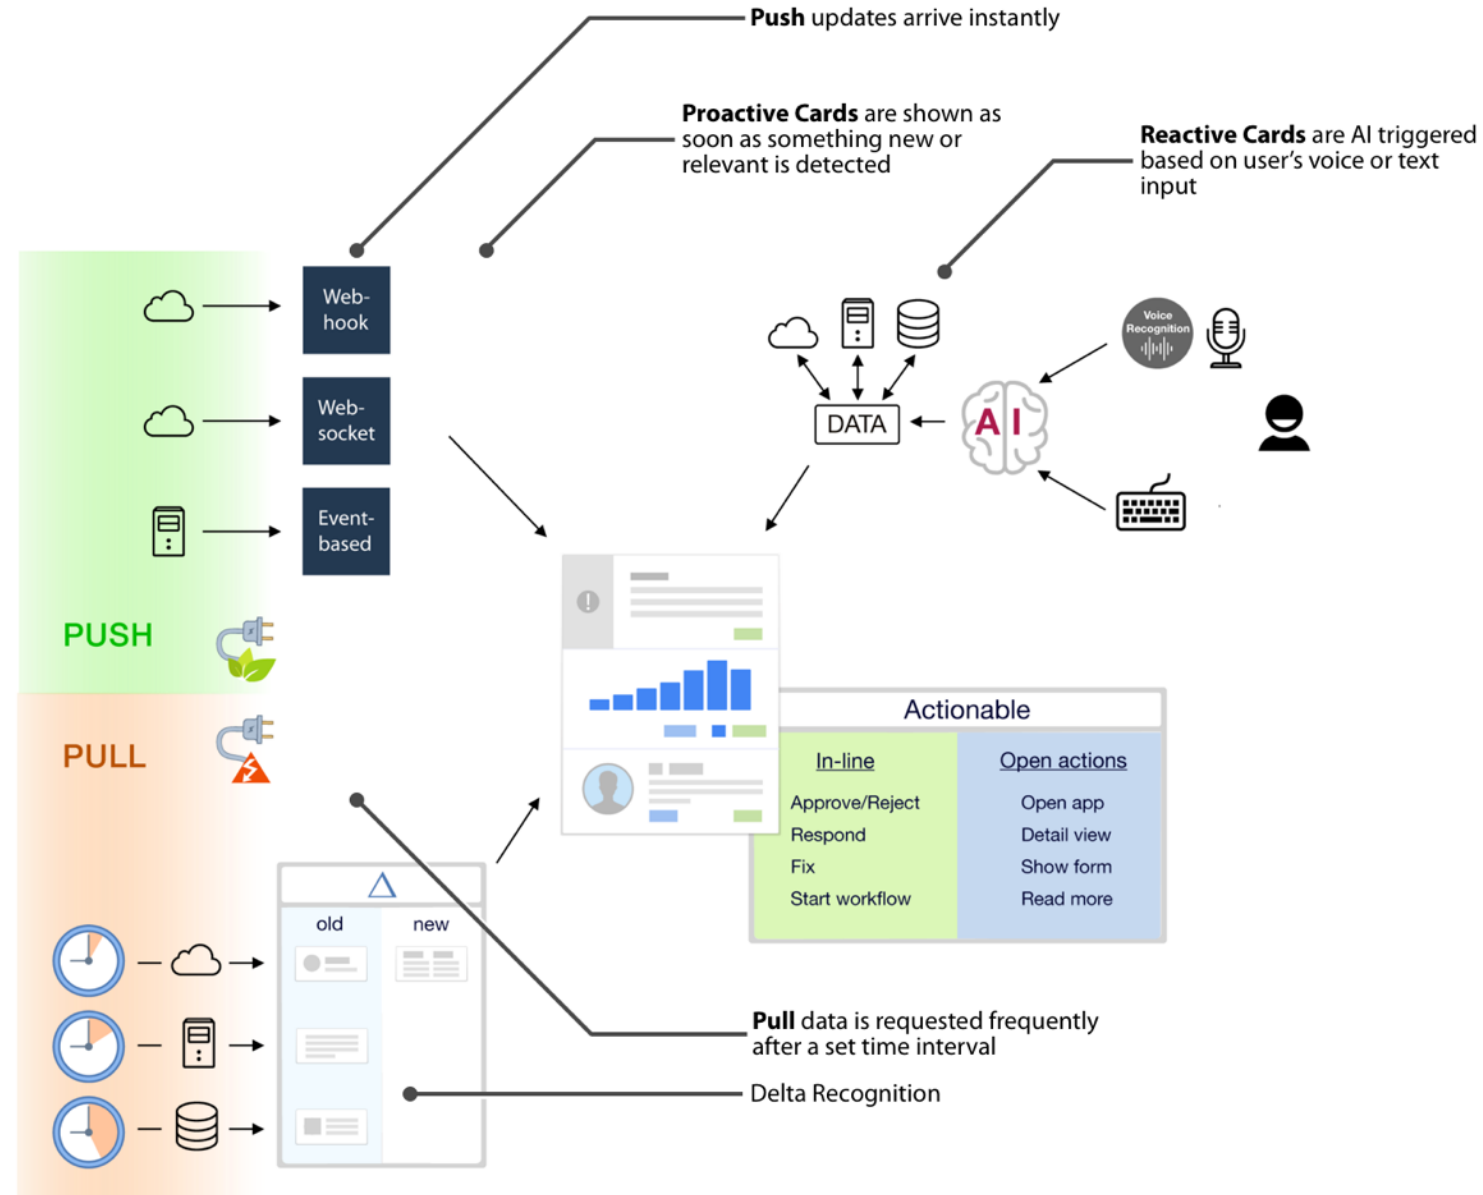 Push updates arrive instantly
Proactive Cards are shown as
soon as something new or
relevant is detected
Reactive Cards are AI triggered
based on user's voice or text
input
Web-
hook
Web-
socket
Event-
based
PUSH
PULL
Voice
Recognition
DATA
AI
Actionable
In-line
Approve/Reject
Respond
Fix
Start workflow
Open actions
Open app
Detail view
Show form
Read more
Δ
old
new
Pull data is requested frequently
after a set time interval
Delta Recognition